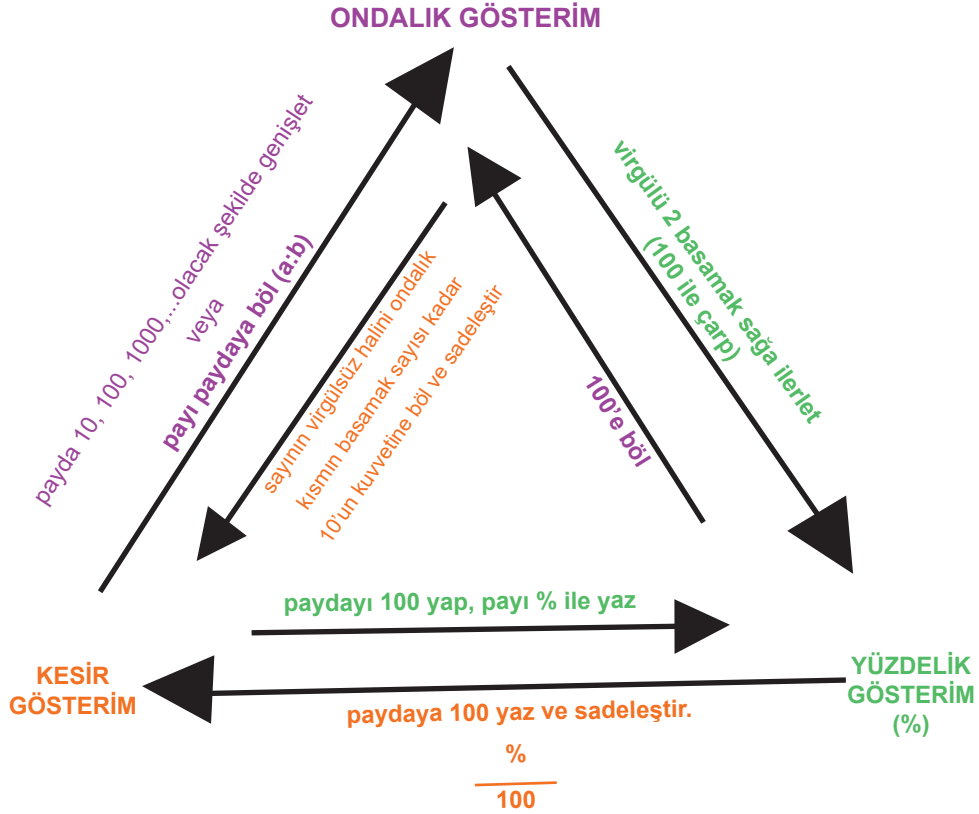 ONDALIK GÖSTERİM
payda 10, 100, 1000,...olacak şekilde genişlet
veya
payı paydaya böl (a:b)
sayının virgülsüz halini ondalık
kısmın basamak sayısı kadar
10’un kuvvetine böl ve sadeleştir
100’e böl
virgülü 2 basamak sağa ilerlet
(100 ile çarp)
paydayı 100 yap, payı % ile yaz
KESİR
GÖSTERİM
YÜZDELİK
GÖSTERİM
(%)
paydaya 100 yaz ve sadeleştir.
%
100